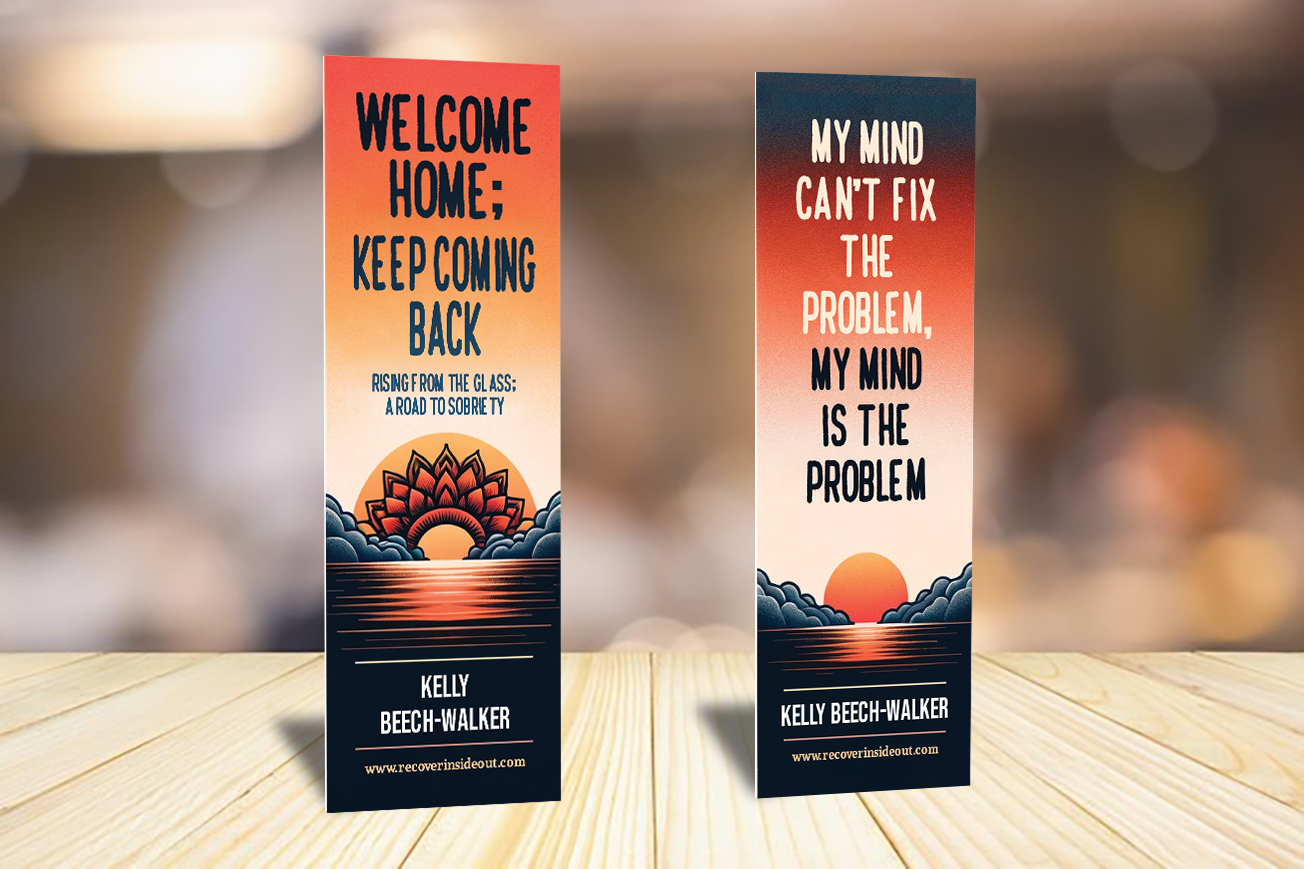 WELCOME
HOME;
KEEP COMING
BACK
RISING FROM THE GLASS;
A ROAD TO SOBRIETY
KELLY
BEECH-WALKER
www.recoverinsideout.com
MY MIND
CAN'T FIX
THE
PROBLEM,
MY MIND
IS THE
PROBLEM
KELLY BEECH-WALKER
www.recoverinsideout.com